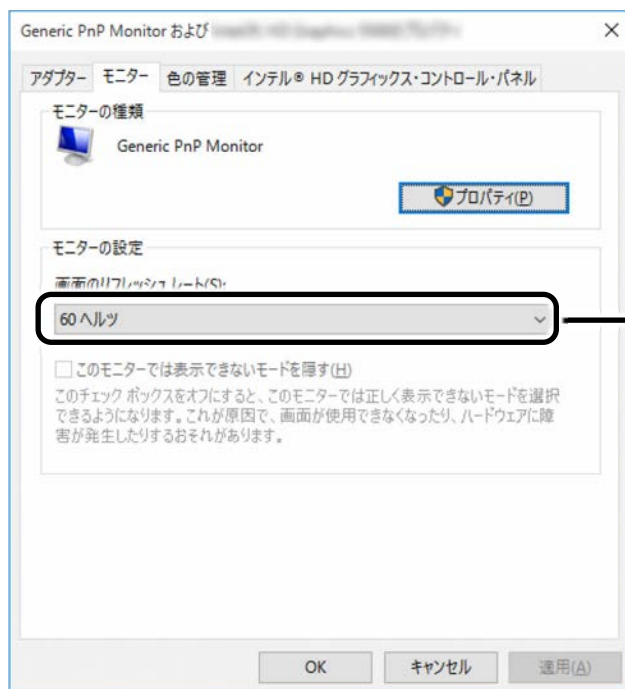 Generic PnP Monitor および
アダプター モニター 色の管理 インテル® HD グラフィックス・コントロール・パネル
モニターの種類
Generic PnP Monitor
プロパティ(P)
モニターの設定
画面のリフレッシュ レート(S):
60 ヘルツ
このモニターでは表示できないモードを隠す(H)
このチェック ボックスをオフにすると、このモニターでは正しく表示できないモードを選択
できるようになります。これが原因で、画面が使用できなくなったり、ハードウェアに障
害が発生したりするおそれがあります。
OK キャンセル 適用(A)